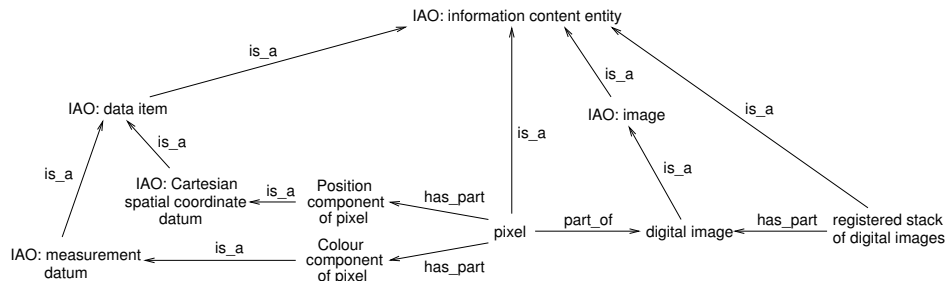 IAO: information content entity
is_a
is_a
IAO: data item
is_a
IAO: image
is_a
is_a
is_a
is_a
is_a
IAO: Cartesian
spatial coordinate
datum
is_a
Position
component
of pixel
has_part
pixel
part_of
digital image
has_part
registered stack
of digital images
IAO: measurement
datum
is_a
Colour
component
of pixel
has_part